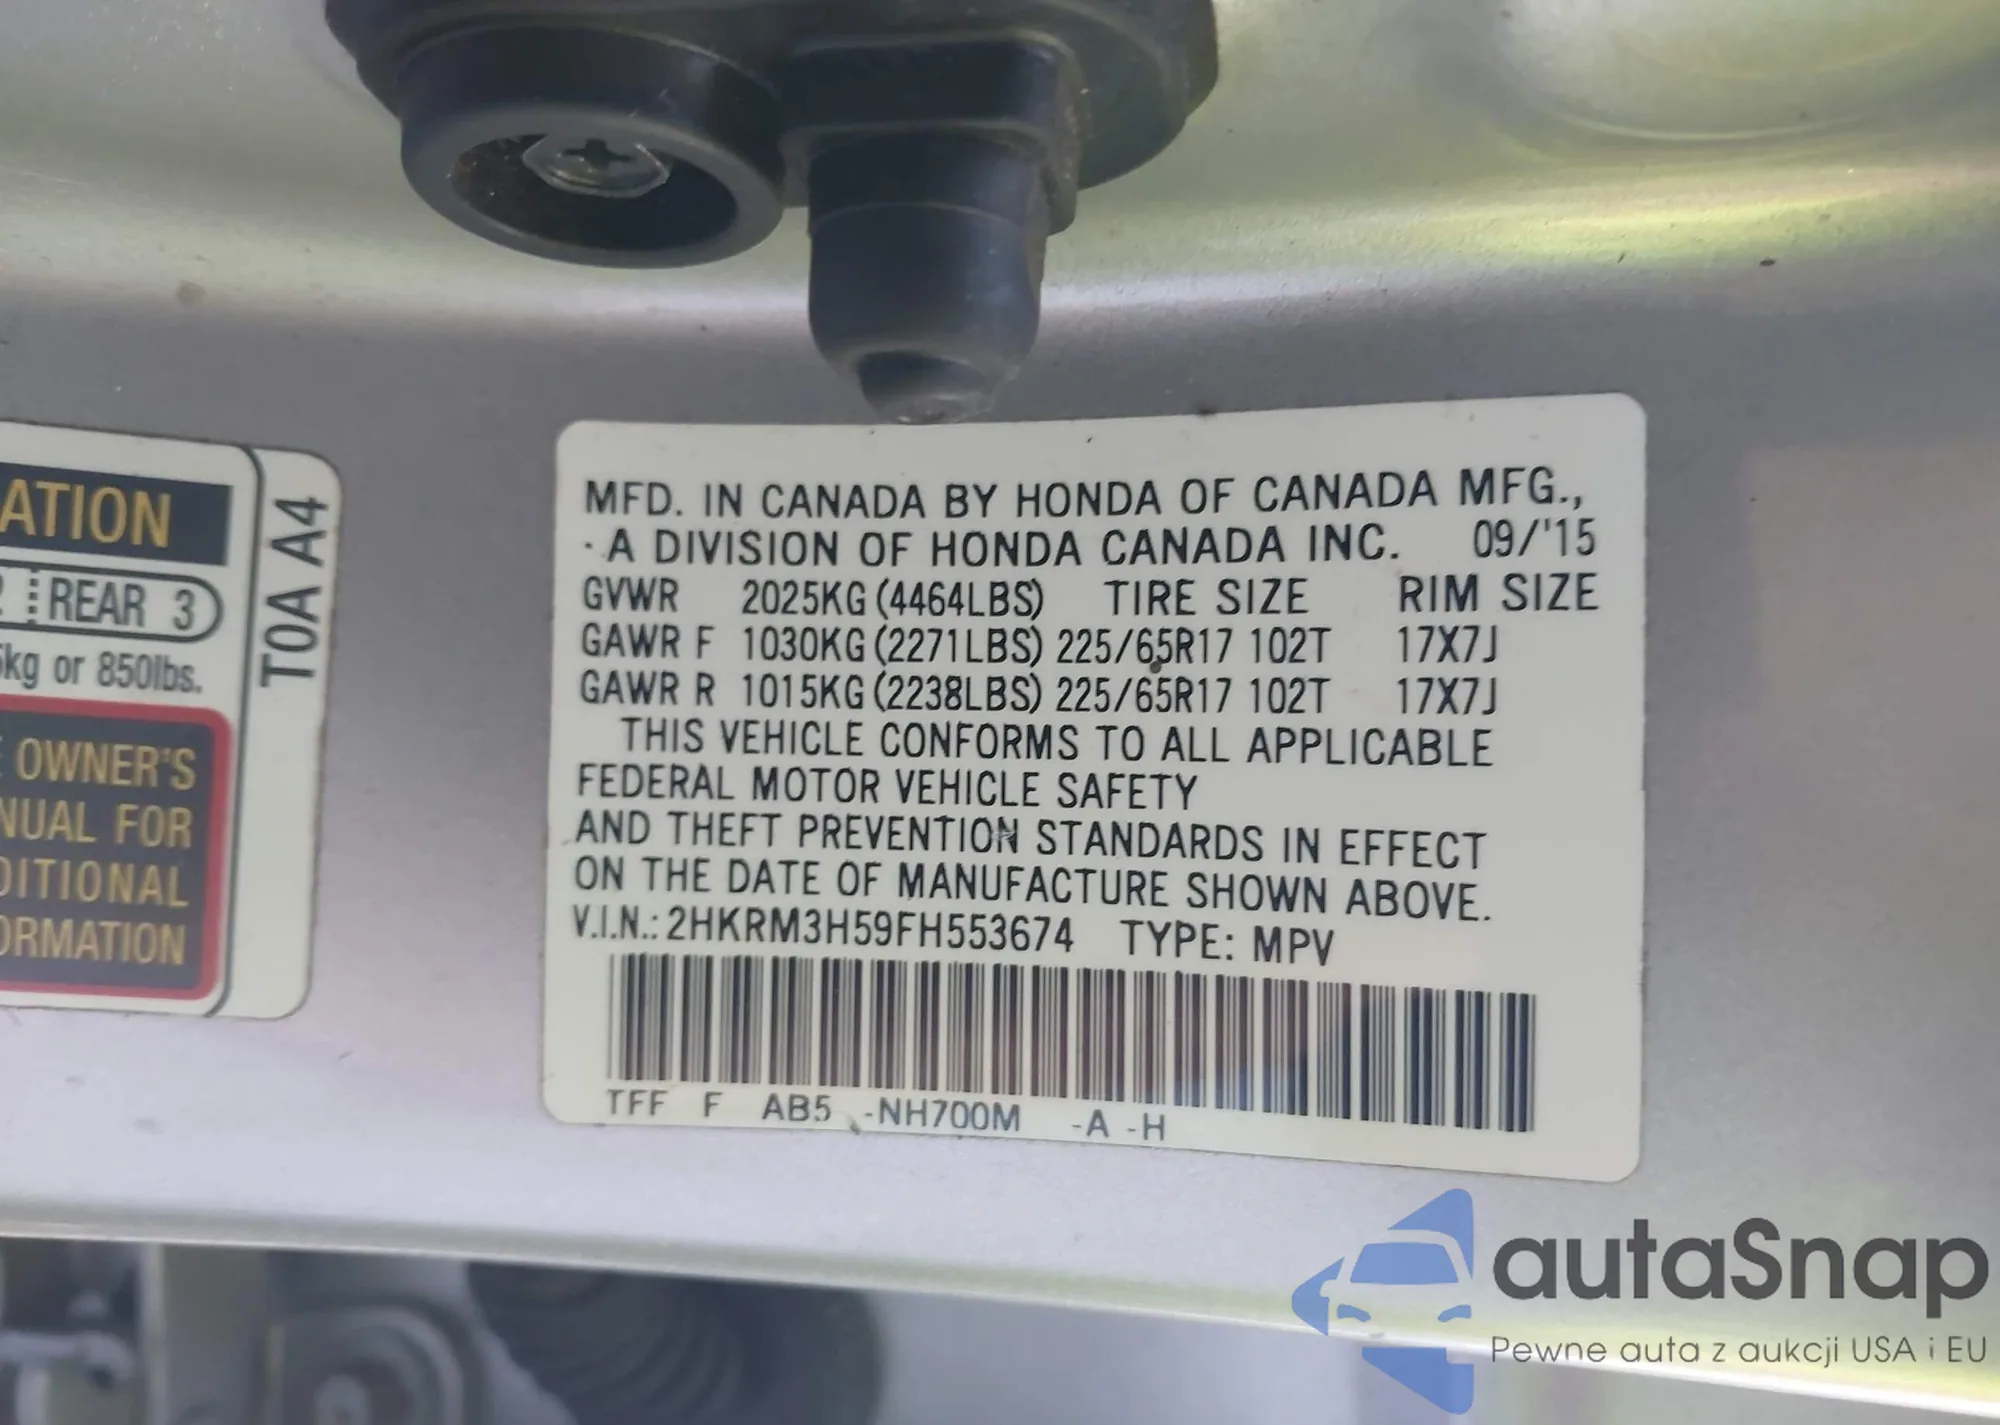 ATION
REAR 3
kg or 850lbs.
OWNER'S
NUAL FOR
DITIONAL
ORMATION
T0A A4
MFD. IN CANADA BY HONDA OF CANADA MFG.,
A DIVISION OF HONDA CANADA INC. 09/'15
GVWR 2025KG (4464LBS) TIRE SIZE RIM SIZE
GAWR F 1030KG (2271LBS) 225/65R17 102T 17X7J
GAWR R 1015KG (2238LBS) 225/65R17 102T 17X7J
THIS VEHICLE CONFORMS TO ALL APPLICABLE
FEDERAL MOTOR VEHICLE SAFETY
AND THEFT PREVENTION STANDARDS IN EFFECT
ON THE DATE OF MANUFACTURE SHOWN ABOVE.
V.I.N.: 2HKRM3H59FH553674 TYPE: MPV
TFF F AB5 -NH700M -A -H
autaSnap
Pewne auta z aukcji USA i EU